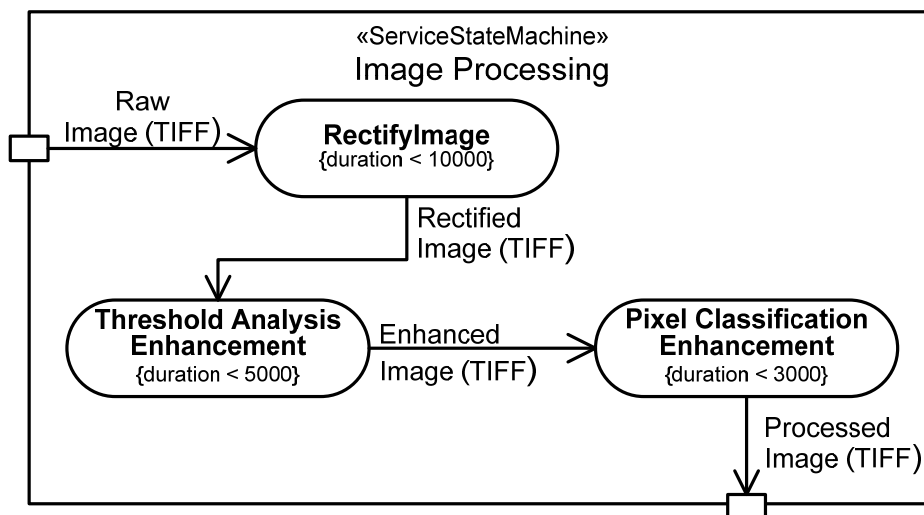 «ServiceStateMachine»
Image Processing
Raw
Image (TIFF)
RectifyImage
{duration < 10000}
Rectified
Image (TIFF)
Threshold Analysis
Enhancement
{duration < 5000}
Enhanced
Image (TIFF)
Pixel Classification
Enhancement
{duration < 3000}
Processed
Image (TIFF)